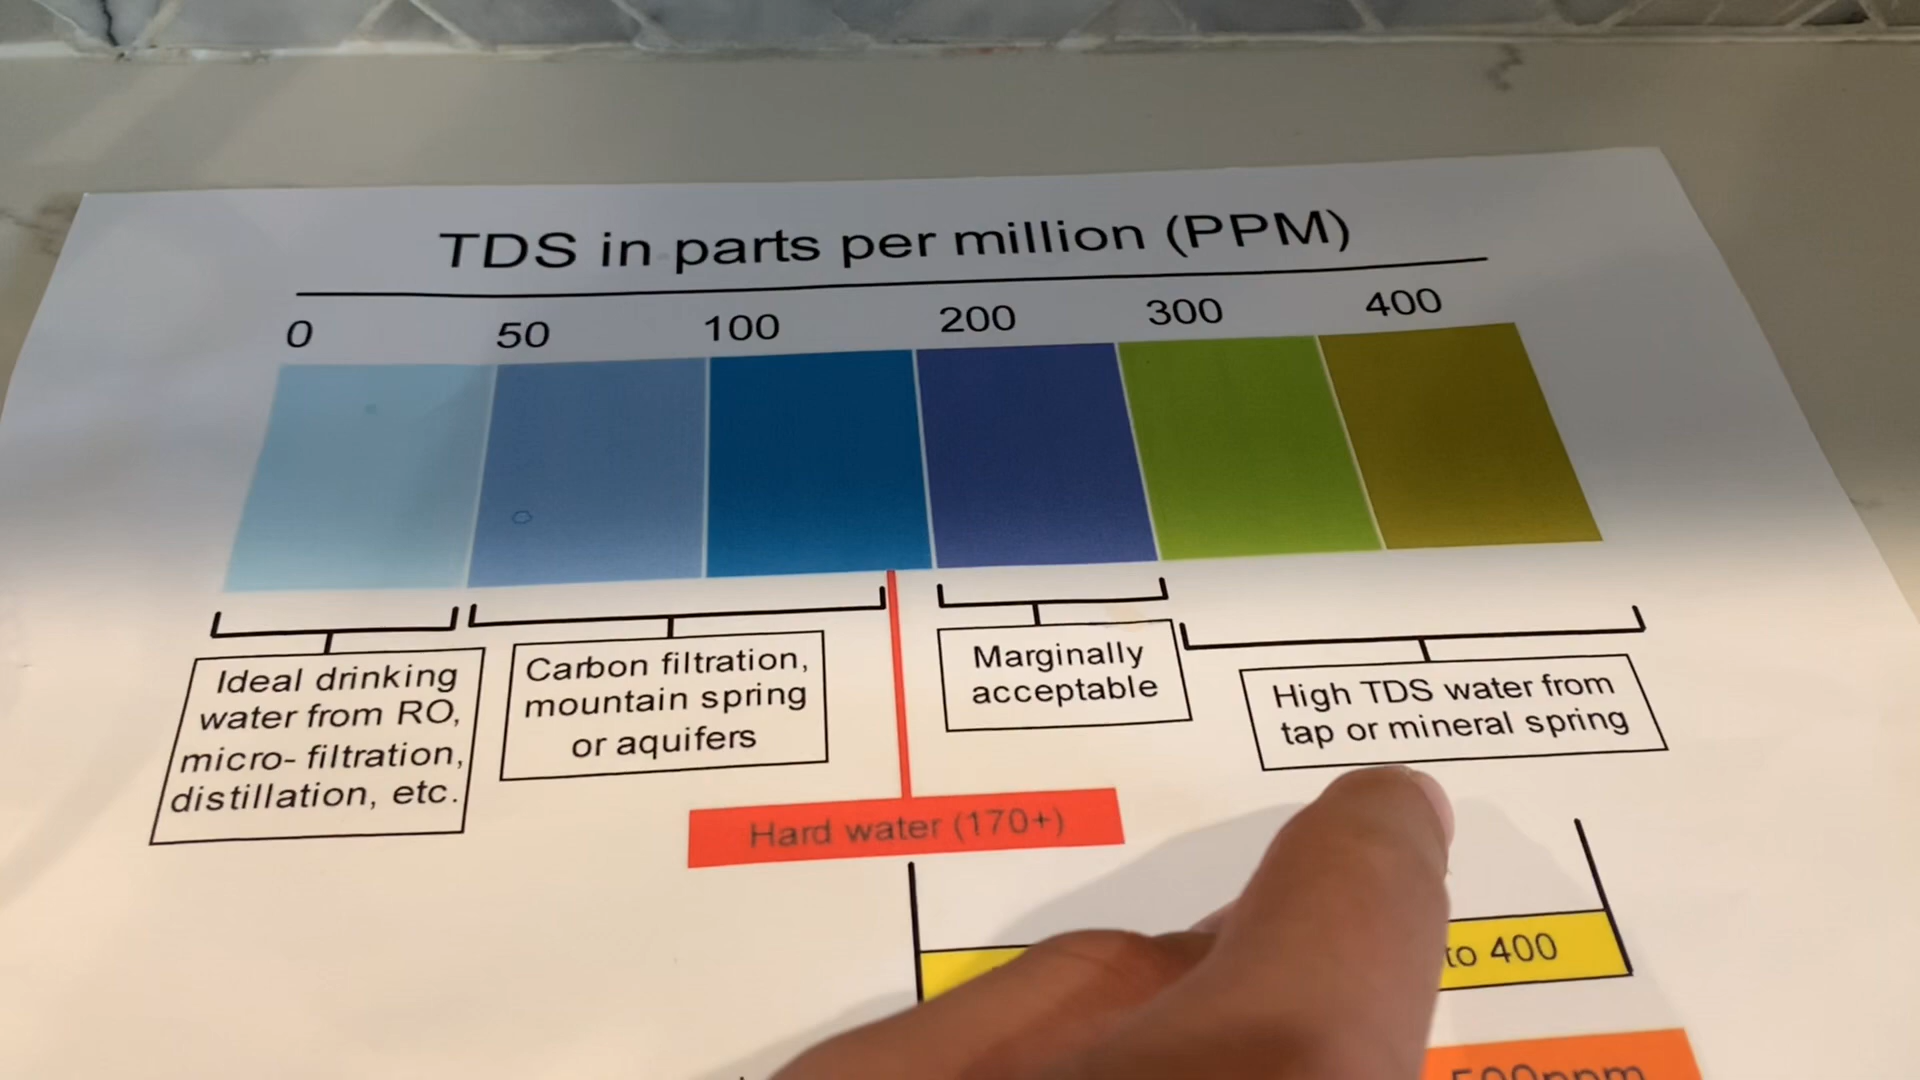 TDS in parts per million (PPM)
0 50 100 200 300 400
Ideal drinking
water from RO,
micro- filtration,
distillation, etc.
Carbon filtration,
mountain spring
or aquifers
Marginally
acceptable
High TDS water from
tap or mineral spring
Hard water (170+)
to 400
500ppm